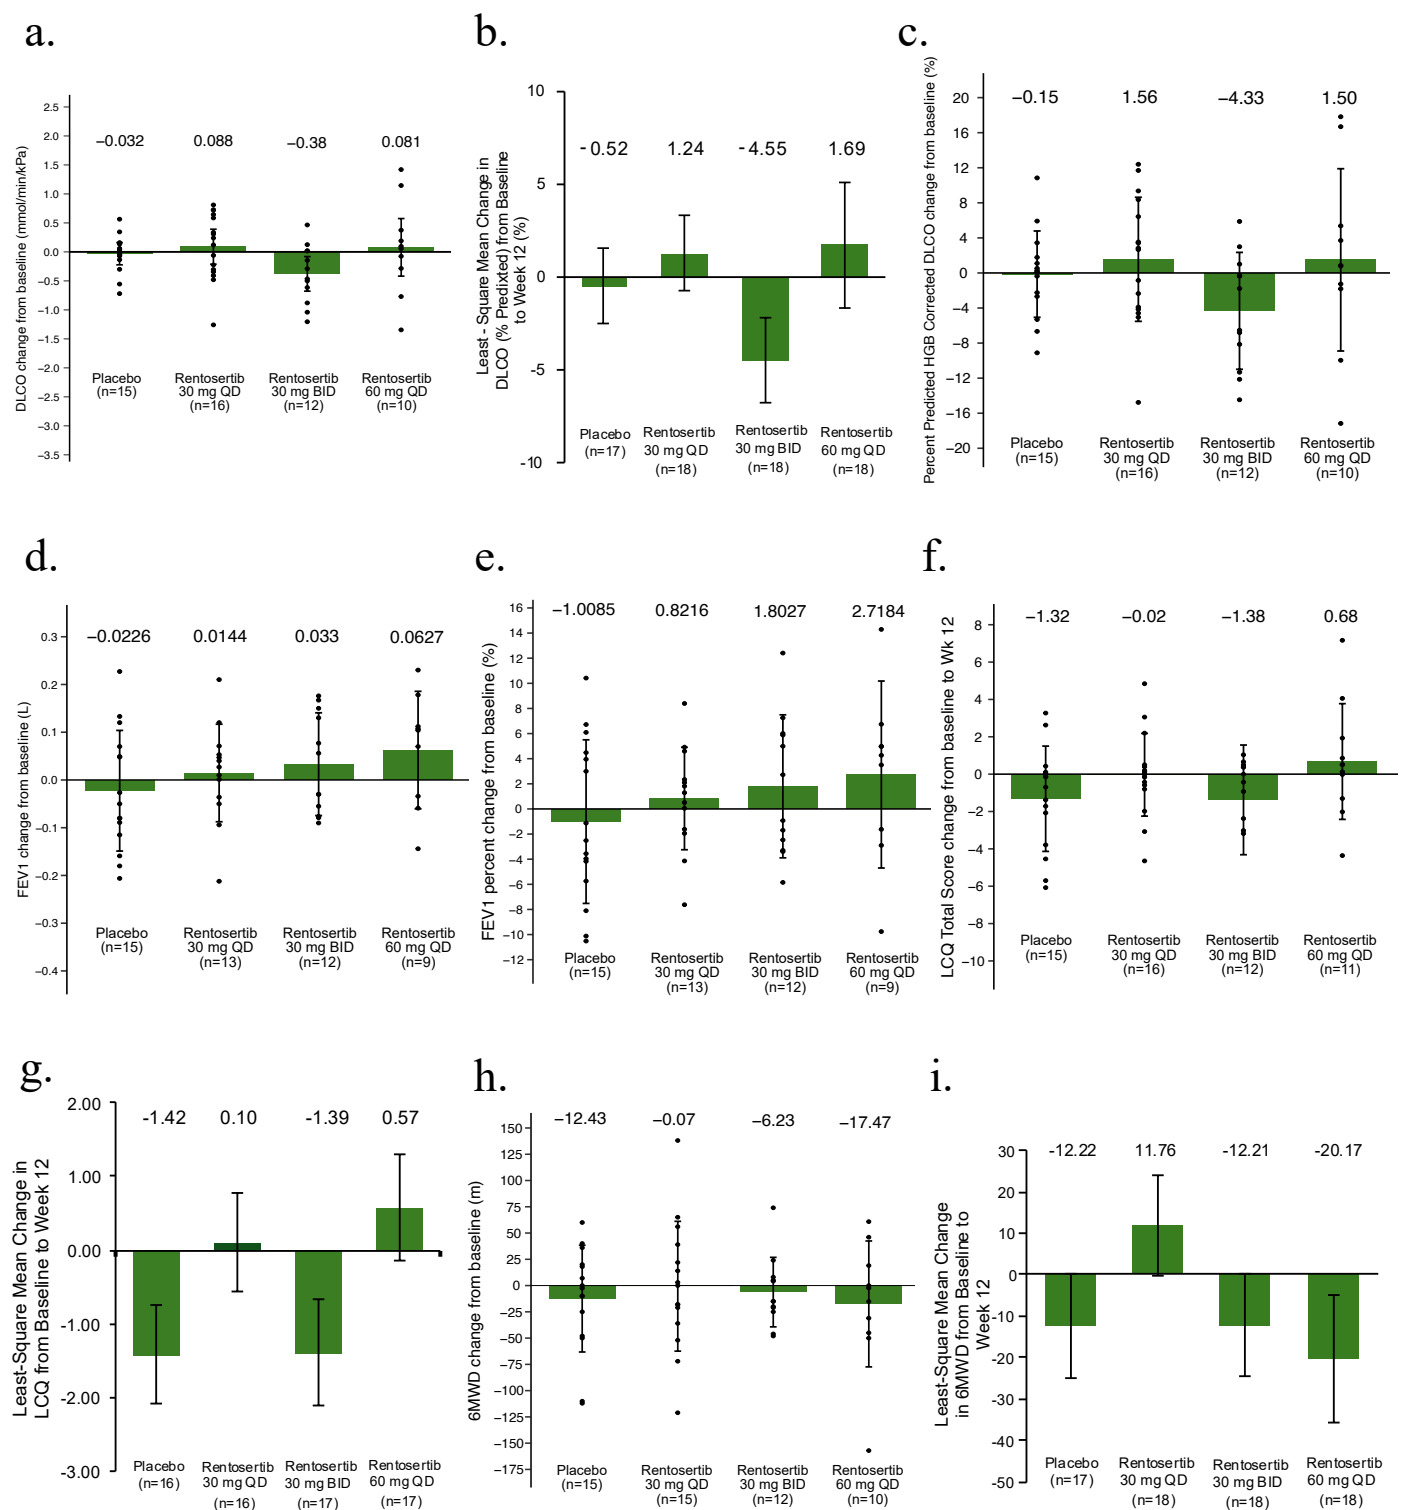 a.
DLCO change from baseline (mmol/min/kPa)
2.5
2.0
1.5
1.0
0.5
0.0
−0.5
−1.0
−1.5
−2.0
−2.5
−3.0
−3.5
−0.032 0.088 −0.38 0.081
Placebo Rentosertib Rentosertib Rentosertib
(n=15) 30 mg QD 30 mg BID 60 mg QD
(n=16) (n=12) (n=10)
b.
Least - Square Mean Change in
DLCO (% Predixted) from Baseline
to Week 12 (%)
10
5
0
-5
-10
-0.52 1.24 -4.55 1.69
Placebo Rentosertib Rentosertib Rentosertib
(n=17) 30 mg QD 30 mg BID 60 mg QD
(n=18) (n=18) (n=18)
c.
Percent Predicted HGB Corrected DLCO change from baseline (%)
20
16
12
8
4
0
−4
−8
−12
−16
−20
−0.15 1.56 −4.33 1.50
Placebo Rentosertib Rentosertib Rentosertib
(n=15) 30 mg QD 30 mg BID 60 mg QD
(n=16) (n=12) (n=10)
d.
FEV1 change from baseline (L)
0.3
0.2
0.1
0.0
−0.1
−0.2
−0.3
−0.4
−0.0226 0.0144 0.033 0.0627
Placebo Rentosertib Rentosertib Rentosertib
(n=15) 30 mg QD 30 mg BID 60 mg QD
(n=13) (n=12) (n=9)
e.
FEV1 percent change from baseline (%)
16
14
12
10
8
6
4
2
0
−2
−4
−6
−8
−10
−12
−1.0085 0.8216 1.8027 2.7184
Placebo Rentosertib Rentosertib Rentosertib
(n=15) 30 mg QD 30 mg BID 60 mg QD
(n=13) (n=12) (n=9)
f.
LCQ Total Score change from baseline to Wk 12
8
6
4
2
0
−2
−4
−6
−8
−10
−1.32 −0.02 −1.38 0.68
Placebo Rentosertib Rentosertib Rentosertib
(n=15) 30 mg QD 30 mg BID 60 mg QD
(n=16) (n=12) (n=11)
g.
Least-Square Mean Change in
LCQ from Baseline to Week 12
2.00
1.00
0.00
-1.00
-2.00
-3.00
-1.42 0.10 -1.39 0.57
Placebo Rentosertib Rentosertib Rentosertib
(n=16) 30 mg QD 30 mg BID 60 mg QD
(n=16) (n=17) (n=17)
h.
6MWD change from baseline (m)
150
125
100
75
50
25
0
−25
−50
−75
−100
−125
−150
−175
−12.43 −0.07 −6.23 −17.47
Placebo Rentosertib Rentosertib Rentosertib
(n=15) 30 mg QD 30 mg BID 60 mg QD
(n=15) (n=12) (n=10)
i.
Least-Square Mean Change
in 6MWD from Baseline to
Week 12
30
20
10
0
-10
-20
-30
-40
-50
-12.22 11.76 -12.21 -20.17
Placebo Rentosertib Rentosertib Rentosertib
(n=17) 30 mg QD 30 mg BID 60 mg QD
(n=18) (n=18) (n=18)